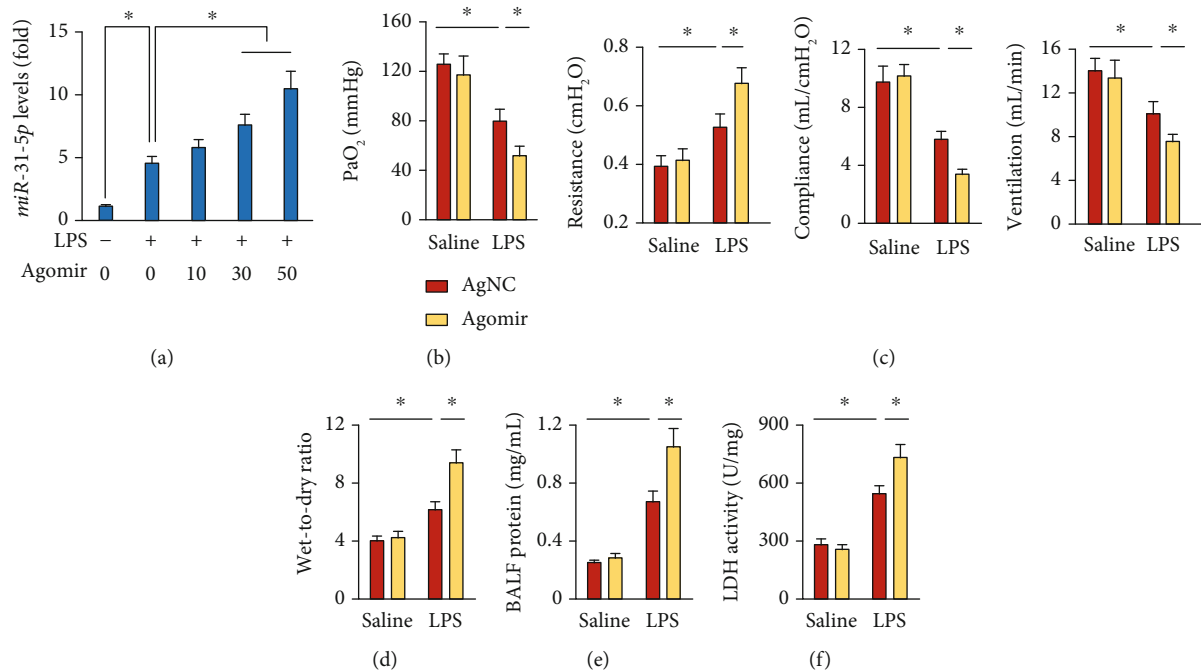 *
*
15
10
5
0
miR-31-5p levels (fold)
LPS − + + + +
Agomir 0 0 10 30 50
(a)
* *
160
120
80
40
0
PaO2 (mmHg)
Saline LPS
AgNC
Agomir
(b)
* *
0.8
0.6
0.4
0.2
Resistance (cmH2O)
Saline LPS
* *
12
9
6
3
0
Compliance (mL/cmH2O)
Saline LPS
* *
16
12
8
4
0
Ventilation (mL/min)
Saline LPS
(c)
* *
12
8
4
0
Wet-to-dry ratio
Saline LPS
(d)
* *
1.2
0.8
0.4
0
BALF protein (mg/mL)
Saline LPS
(e)
* *
900
600
300
0
LDH activity (U/mg)
Saline LPS
(f)